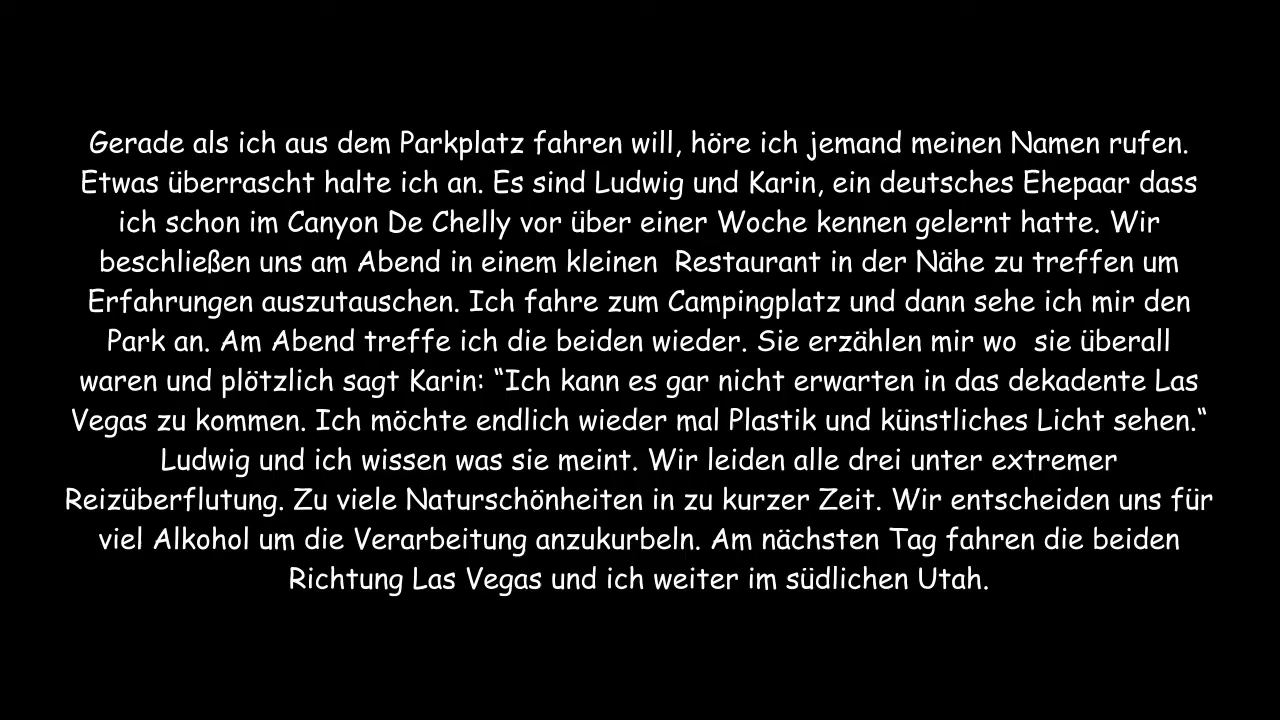 Gerade als ich aus dem Parkplatz fahren will, höre ich jemand meinen Namen rufen.
Etwas überrascht halte ich an. Es sind Ludwig und Karin, ein deutsches Ehepaar dass
ich schon im Canyon De Chelly vor über einer Woche kennen gelernt hatte. Wir
beschließen uns am Abend in einem kleinen  Restaurant in der Nähe zu treffen um
Erfahrungen auszutauschen. Ich fahre zum Campingplatz und dann sehe ich mir den
Park an. Am Abend treffe ich die beiden wieder. Sie erzählen mir wo  sie überall
waren und plötzlich sagt Karin: “Ich kann es gar nicht erwarten in das dekadente Las
Vegas zu kommen. Ich möchte endlich wieder mal Plastik und künstliches Licht sehen.“
Ludwig und ich wissen was sie meint. Wir leiden alle drei unter extremer
Reizüberflutung. Zu viele Naturschönheiten in zu kurzer Zeit. Wir entscheiden uns für
viel Alkohol um die Verarbeitung anzukurbeln. Am nächsten Tag fahren die beiden
Richtung Las Vegas und ich weiter im südlichen Utah.